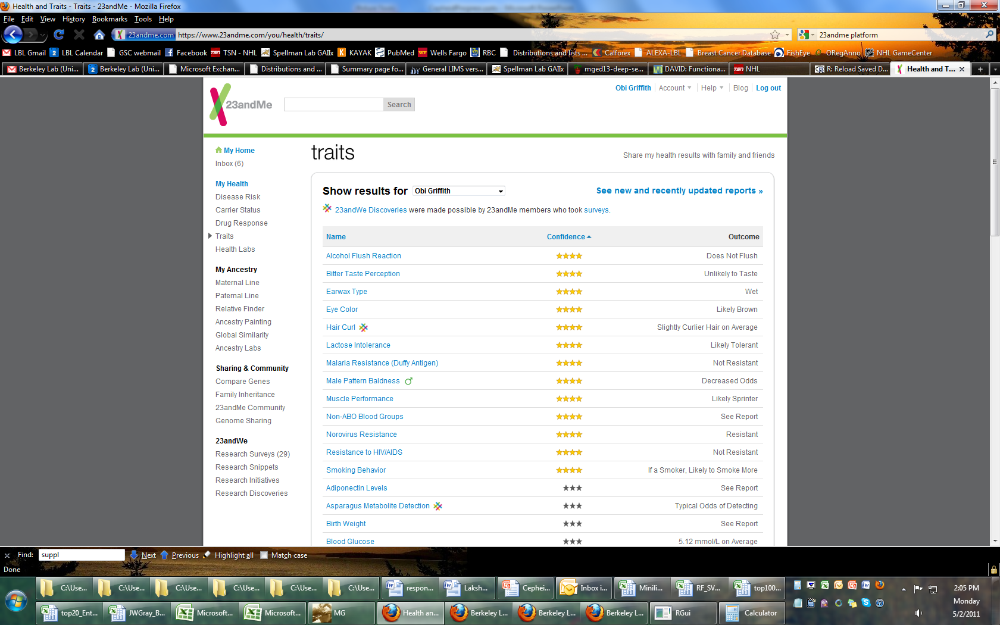 Health and Traits - Traits - 23andMe - Mozilla Firefox
File Edit View History Bookmarks Tools Help
23andme.com https://www.23andme.com/you/health/traits/ 23andme platform
LBL Gmail LBL Calendar GSC webmail Facebook TSN - NHL Spellman Lab GAIIx KAYAK PubMed Wells Fargo RBC Distributions and lists ... Calforex ALEXA-LBL Breast Cancer Database FishEye ORegAnno NHL GameCenter
Berkeley Lab (Uni... Berkeley Lab (Uni... Microsoft Exchan... Distributions and ... Summary page fo... General LIMS vers... Spellman Lab GAIIx mged13-deep-se... DAVID: Functiona... NHL R: Reload Saved D... Health and T...
Obi Griffith Account Help Blog Log out
23andMe Search
My Home
Inbox (6)
My Health
Disease Risk
Carrier Status
Drug Response
Traits
Health Labs
My Ancestry
Maternal Line
Paternal Line
Relative Finder
Ancestry Painting
Global Similarity
Ancestry Labs
Sharing & Community
Compare Genes
Family Inheritance
23andMe Community
Genome Sharing
23andWe
Research Surveys (29)
Research Snippets
Research Initiatives
Research Discoveries
traits
Share my health results with family and friends
Show results for Obi Griffith See new and recently updated reports »
23andWe Discoveries were made possible by 23andMe members who took surveys.
Name Confidence Outcome
Alcohol Flush Reaction Does Not Flush
Bitter Taste Perception Unlikely to Taste
Earwax Type Wet
Eye Color Likely Brown
Hair Curl Slightly Curlier Hair on Average
Lactose Intolerance Likely Tolerant
Malaria Resistance (Duffy Antigen) Not Resistant
Male Pattern Baldness Decreased Odds
Muscle Performance Likely Sprinter
Non-ABO Blood Groups See Report
Norovirus Resistance Resistant
Resistance to HIV/AIDS Not Resistant
Smoking Behavior If a Smoker, Likely to Smoke More
Adiponectin Levels See Report
Asparagus Metabolite Detection Typical Odds of Detecting
Birth Weight See Report
Blood Glucose 5.12 mmol/L on Average
Find: suppl Next Previous Highlight all Match case
Done
C:\Use... C:\Use... C:\Use... C:\Use... C:\Use... C:\Use... respon... Laksh... Cephei... Inbox i... Minili... RF_SV... top100...
top20_Ent... JWGray_B... Microsoft... Microsoft... MG Health an... Berkeley L... Berkeley L... Berkeley L... RGui Calculator
2:05 PM
Monday
5/2/2011